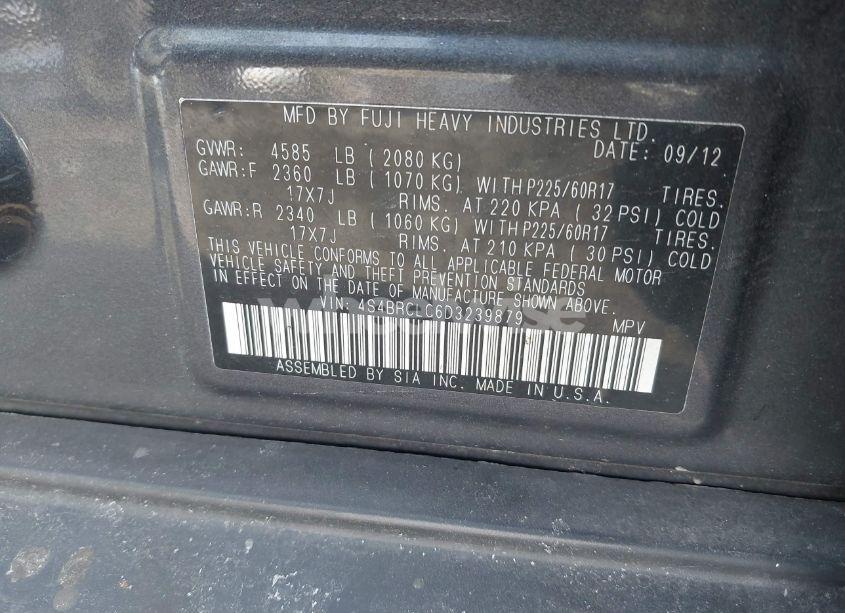 MFD BY FUJI HEAVY INDUSTRIES LTD.
GVWR: 4585 LB ( 2080 KG) DATE: 09/12
GAWR:F 2360 LB ( 1070 KG) WITH P225/60R17 TIRES.
17X7J RIMS. AT 220 KPA ( 32 PSI) COLD
GAWR:R 2340 LB ( 1060 KG) WITH P225/60R17 TIRES.
17X7J RIMS. AT 210 KPA ( 30 PSI) COLD
THIS VEHICLE CONFORMS TO ALL APPLICABLE FEDERAL MOTOR
VEHICLE SAFETY AND THEFT PREVENTION STANDARDS
IN EFFECT ON THE DATE OF MANUFACTURE SHOWN ABOVE.
VIN: 4S4BRCLC6D3239879 MPV
ASSEMBLED BY SIA INC. MADE IN U.S.A.